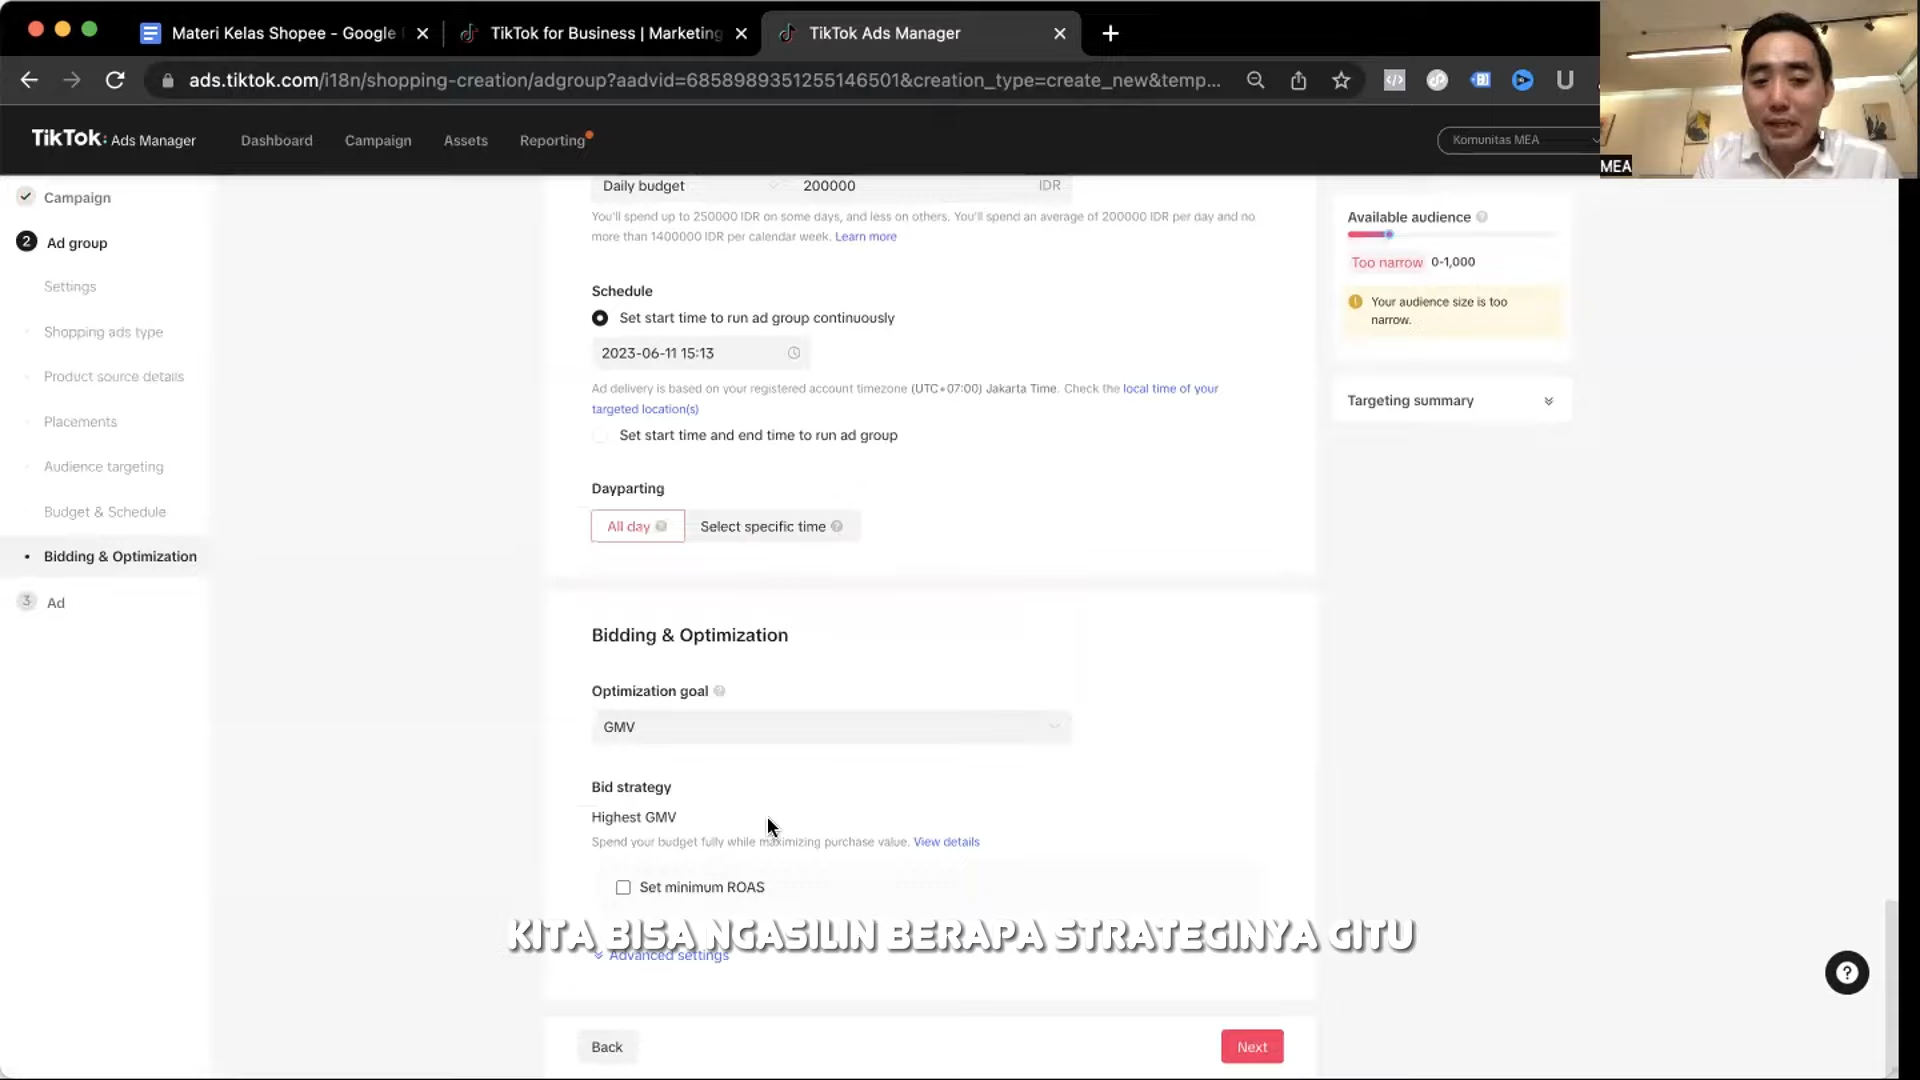 Materi Kelas Shopee - Google
TikTok for Business | Marketing
TikTok Ads Manager
ads.tiktok.com/i18n/shopping-creation/adgroup?aadvid=6858989351255146501&creation_type=create_new&temp...
TikTok: Ads Manager
Dashboard
Campaign
Assets
Reporting
Komunitas MEA
MEA
Campaign
2 Ad group
Settings
Shopping ads type
Product source details
Placements
Audience targeting
Budget & Schedule
Bidding & Optimization
3 Ad
Daily budget 200000 IDR
You'll spend up to 250000 IDR on some days, and less on others. You'll spend an average of 200000 IDR per day and no
more than 1400000 IDR per calendar week. Learn more
Schedule
Set start time to run ad group continuously
2023-06-11 15:13
Ad delivery is based on your registered account timezone (UTC+07:00) Jakarta Time. Check the local time of your
targeted location(s)
Set start time and end time to run ad group
Dayparting
All day
Select specific time
Bidding & Optimization
Optimization goal
GMV
Bid strategy
Highest GMV
Spend your budget fully while maximizing purchase value. View details
Set minimum ROAS
KITA BISA NGASILIN BERAPA STRATEGINYA GITU
Advanced settings
Back
Next
Available audience
Too narrow 0-1,000
Your audience size is too
narrow.
Targeting summary